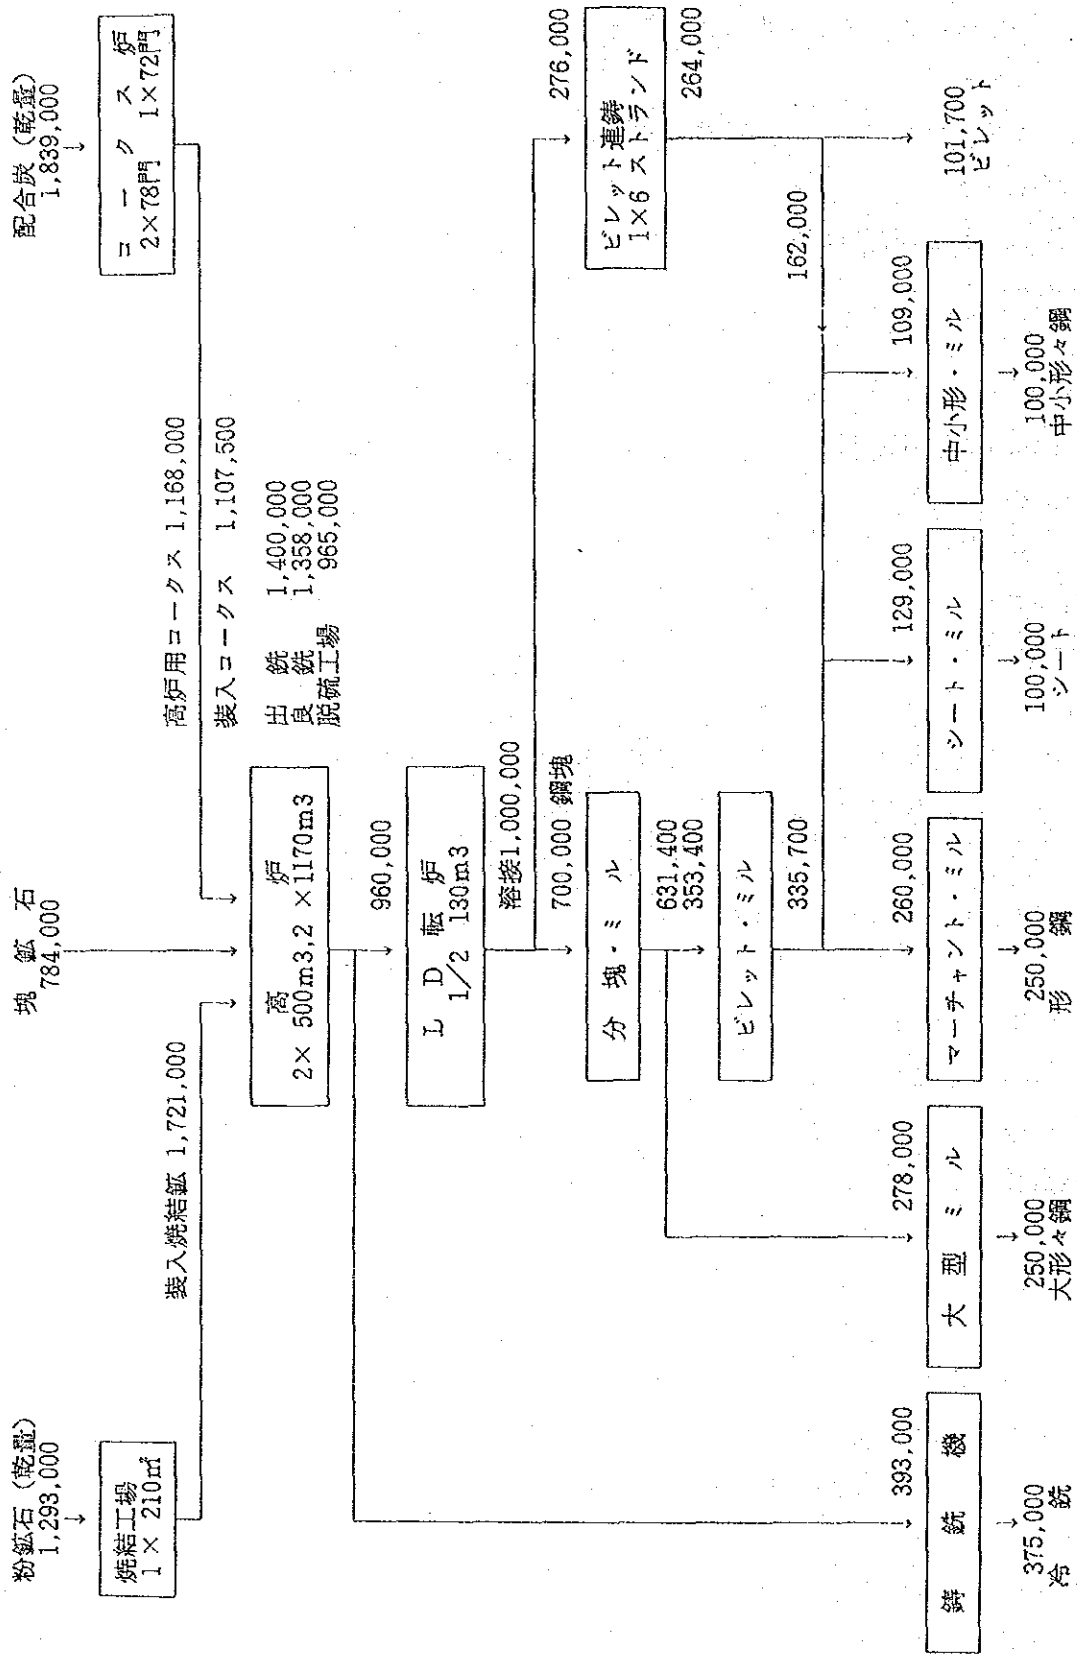 粉鉱石 (乾量)
1,293,000
塊 鉱 石
784,000
配合炭 (乾量)
1,839,000
焼結工場
1 × 210㎡
コ ー ク ス 炉
2×78門 1×72門
装入焼結鉱 1,721,000
高炉用コークス 1,168,000
装入コークス 1,107,500
高 炉
2× 500m3,2 ×1170m3
出 銑 1,400,000
良 銑 1,358,000
脱硫工場 965,000
960,000
L D 転 炉
1/2 130m3
溶接1,000,000
700,000 鋼塊
276,000
分 塊・ミ ル
ビレット連鋳
1×6 ストランド
631,400
353,400
264,000
ビレット・ミル
335,700
162,000
393,000
278,000
260,000
129,000
109,000
鋳 銑 機
大 型 ミ ル
マーチャント・ミル
シート・ミル
中小形・ミル
101,700
ビレット
375,000
冷 銑
250,000
大形々鋼
250,000
形 鋼
100,000
シート
100,000
中小形々鋼